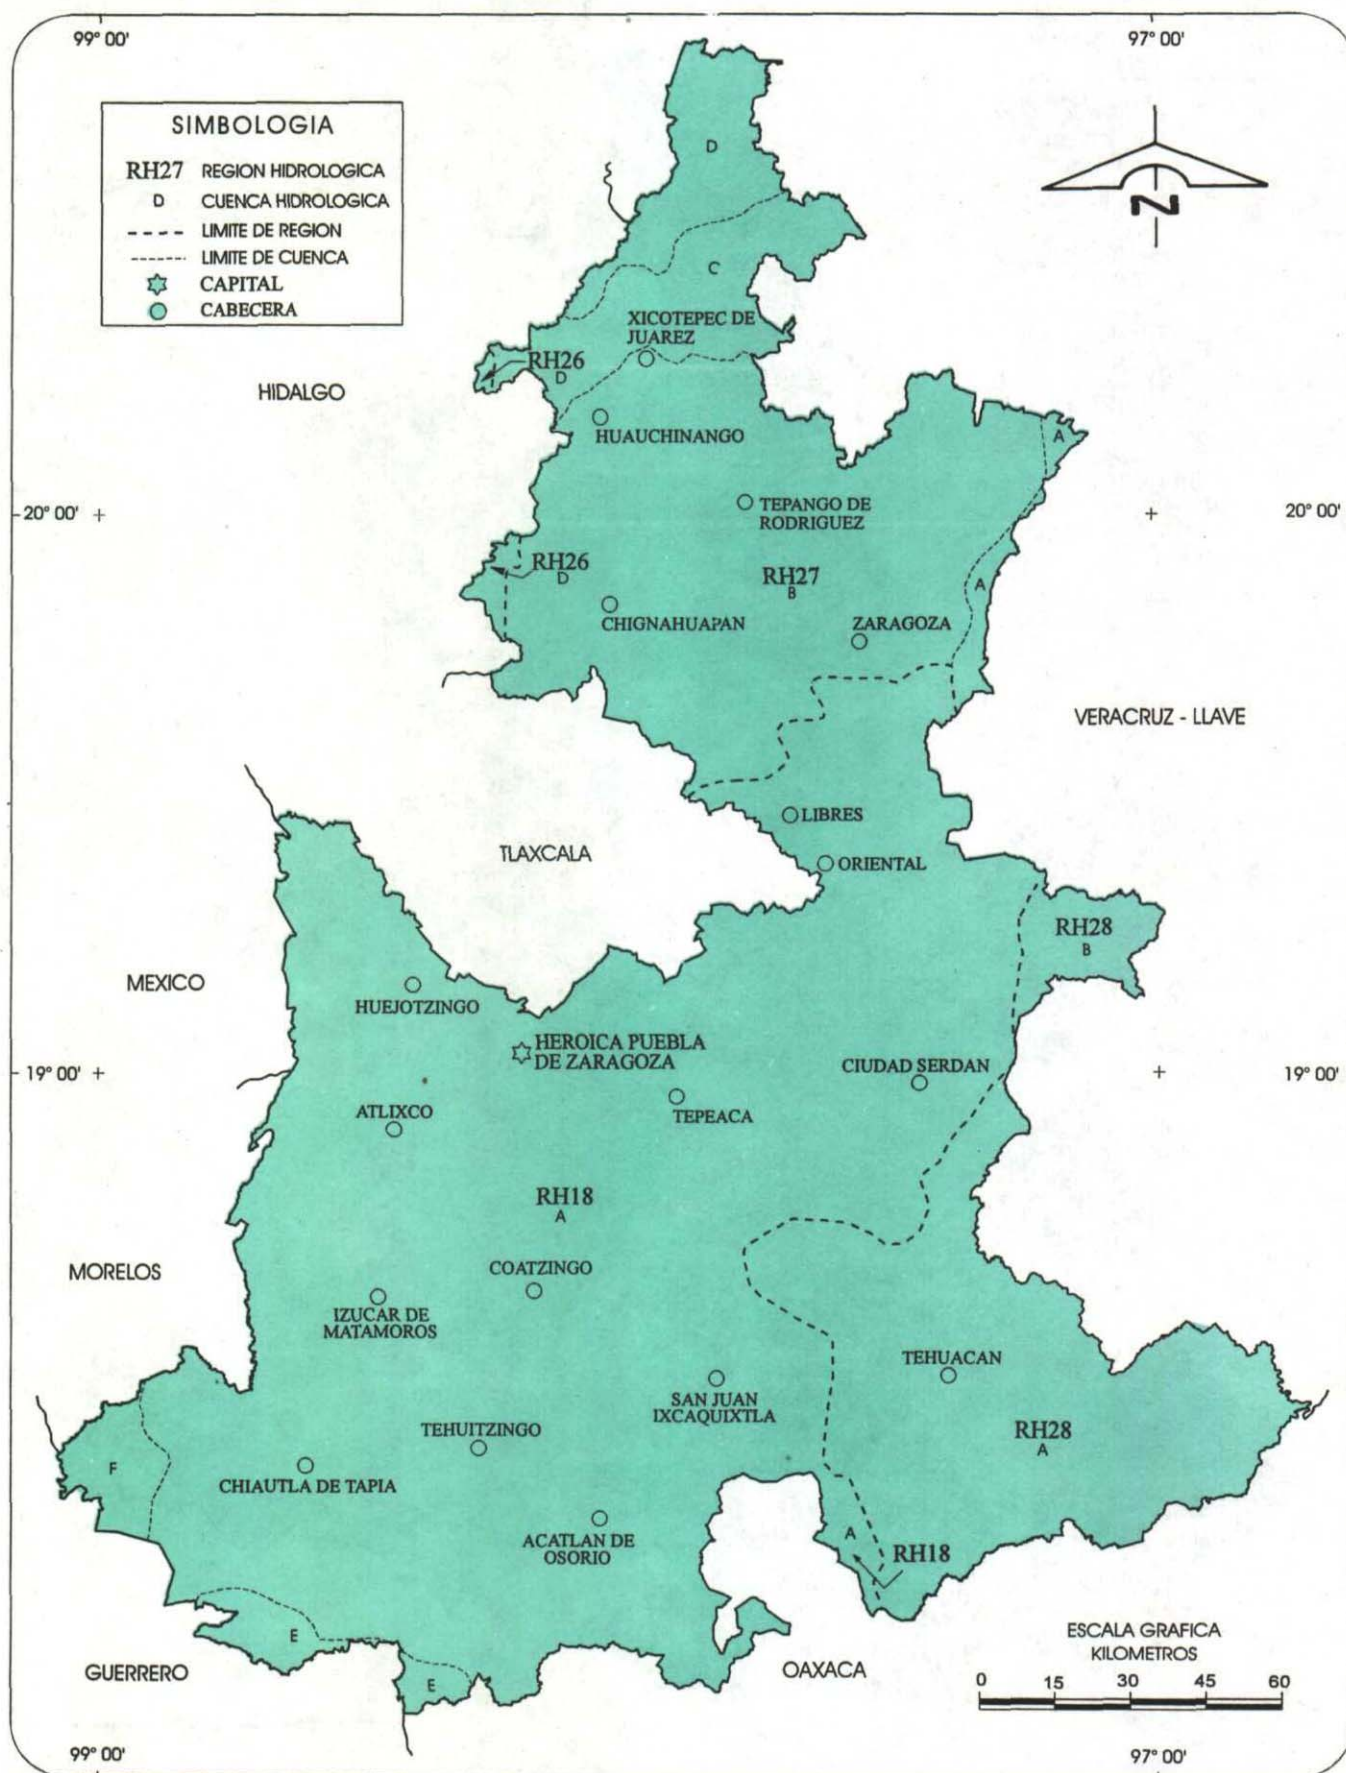 99° 00'
97° 00'
SIMBOLOGIA
RH27 REGION HIDROLOGICA
D CUENCA HIDROLOGICA
LIMITE DE REGION
LIMITE DE CUENCA
CAPITAL
CABECERA
N
D
C
XICOTEPEC DE
JUAREZ
RH26
D
HIDALGO
HUAUCHINANGO
A
20° 00'
TEPANGO DE
RODRIGUEZ
20° 00'
RH26
D
RH27
B
A
CHIGNAHUAPAN
ZARAGOZA
VERACRUZ - LLAVE
LIBRES
TLAXCALA
ORIENTAL
RH28
B
MEXICO
HUEJOTZINGO
HEROICA PUEBLA
DE ZARAGOZA
CIUDAD SERDAN
19° 00'
19° 00'
ATLIXCO
TEPEACA
RH18
A
MORELOS
COATZINGO
IZUCAR DE
MATAMOROS
TEHUACAN
SAN JUAN
IXCAQUIXTLA
TEHUITZINGO
RH28
A
F
CHIAUTLA DE TAPIA
ACATLAN DE
OSORIO
A
RH18
E
ESCALA GRAFICA
KILOMETROS
GUERRERO
E
OAXACA
0 15 30 45 60
99° 00'
97° 00'